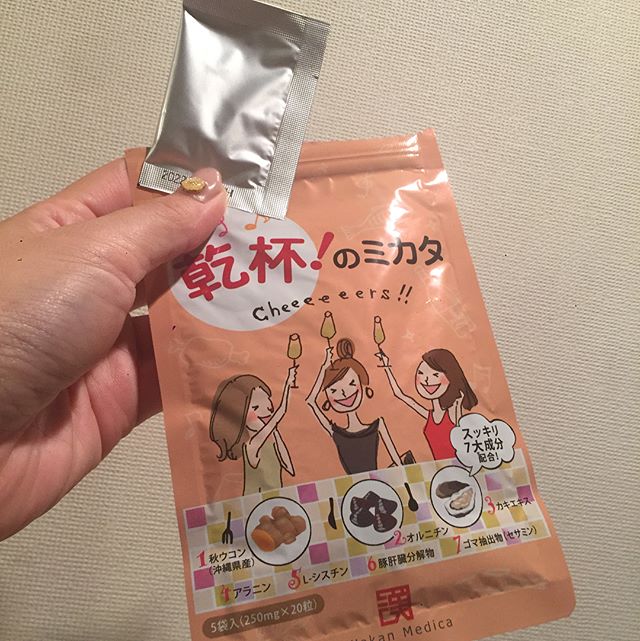 2022
乾杯!のミカタ
Cheeeeeers!!
スッキリ
7大成分
配合!
1秋ウコン
(沖縄県産)
2オルニチン
3カキエキス
4アラニン
5L-シスチン
6豚肝臓分解物
7ゴマ抽出物(セサミン)
5袋入(250mg×20粒)
Medica